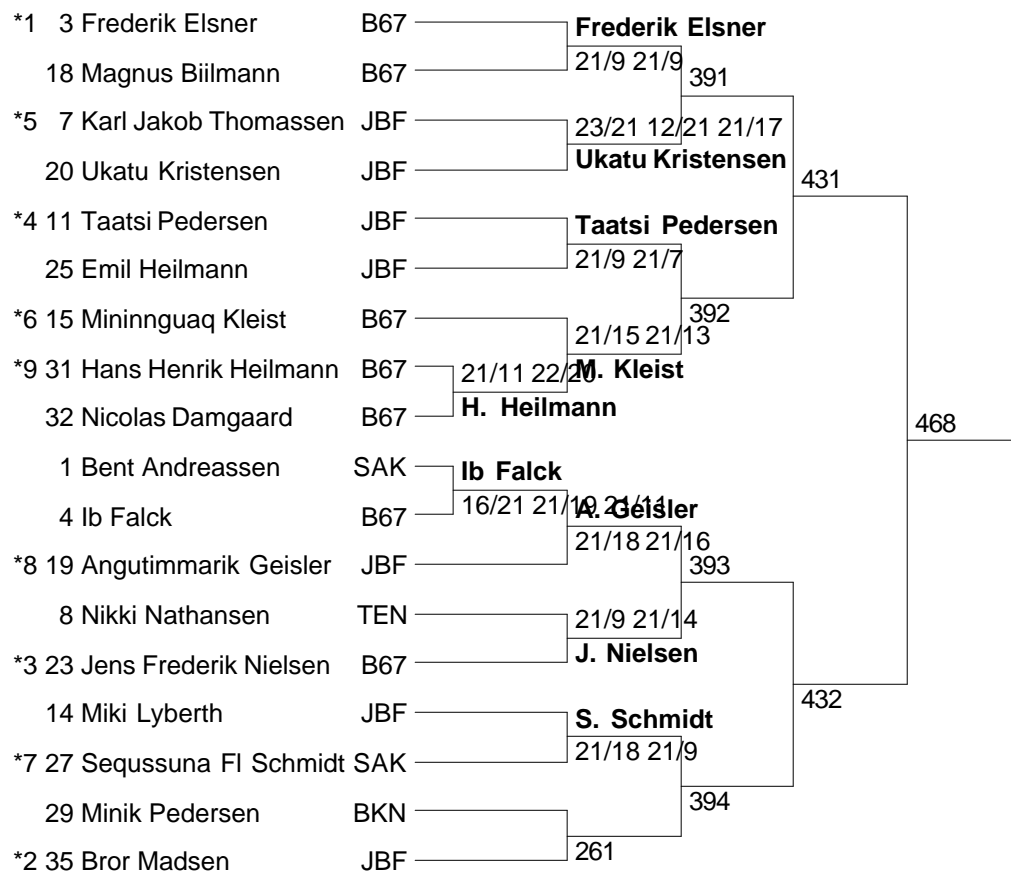 *1 3 Frederik Elsner B67 Frederik Elsner
21/9 21/9
18 Magnus Biilmann B67 391
*5 7 Karl Jakob Thomassen JBF 23/21 12/21 21/17
Ukatu Kristensen
20 Ukatu Kristensen JBF 431
*4 11 Taatsi Pedersen JBF Taatsi Pedersen
21/9 21/7
25 Emil Heilmann JBF
392
*6 15 Mininnguaq Kleist B67 21/15 21/13
*9 31 Hans Henrik Heilmann B67 21/11 22/20 M. Kleist
H. Heilmann
32 Nicolas Damgaard B67 468
1 Bent Andreassen SAK Ib Falck
16/21 21/19 21/11 A. Geisler
4 Ib Falck B67
21/18 21/16
*8 19 Angutimmarik Geisler JBF 393
8 Nikki Nathansen TEN 21/9 21/14
J. Nielsen
*3 23 Jens Frederik Nielsen B67
432
14 Miki Lyberth JBF S. Schmidt
21/18 21/9
*7 27 Sequssuna Fl Schmidt SAK
394
29 Minik Pedersen BKN
261
*2 35 Bror Madsen JBF